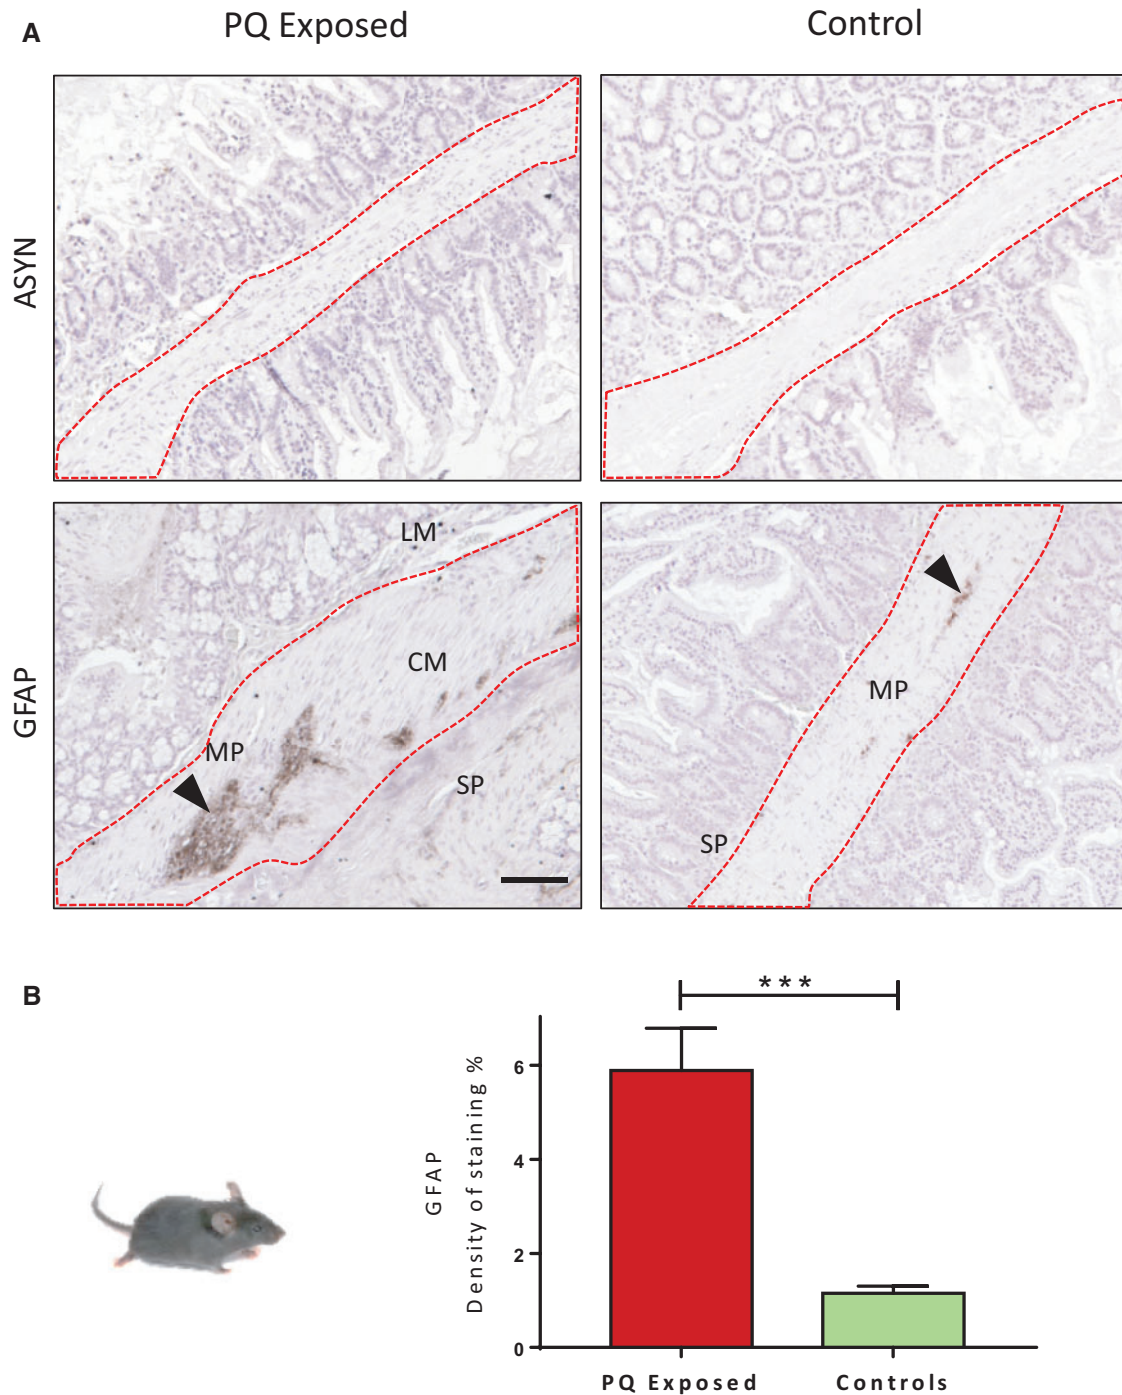 A
PQ Exposed
Control
ASYN
GFAP
LM
CM
MP
SP
MP
SP
B
***
GFAP
Density of staining %
6
4
2
0
PQ Exposed
Controls